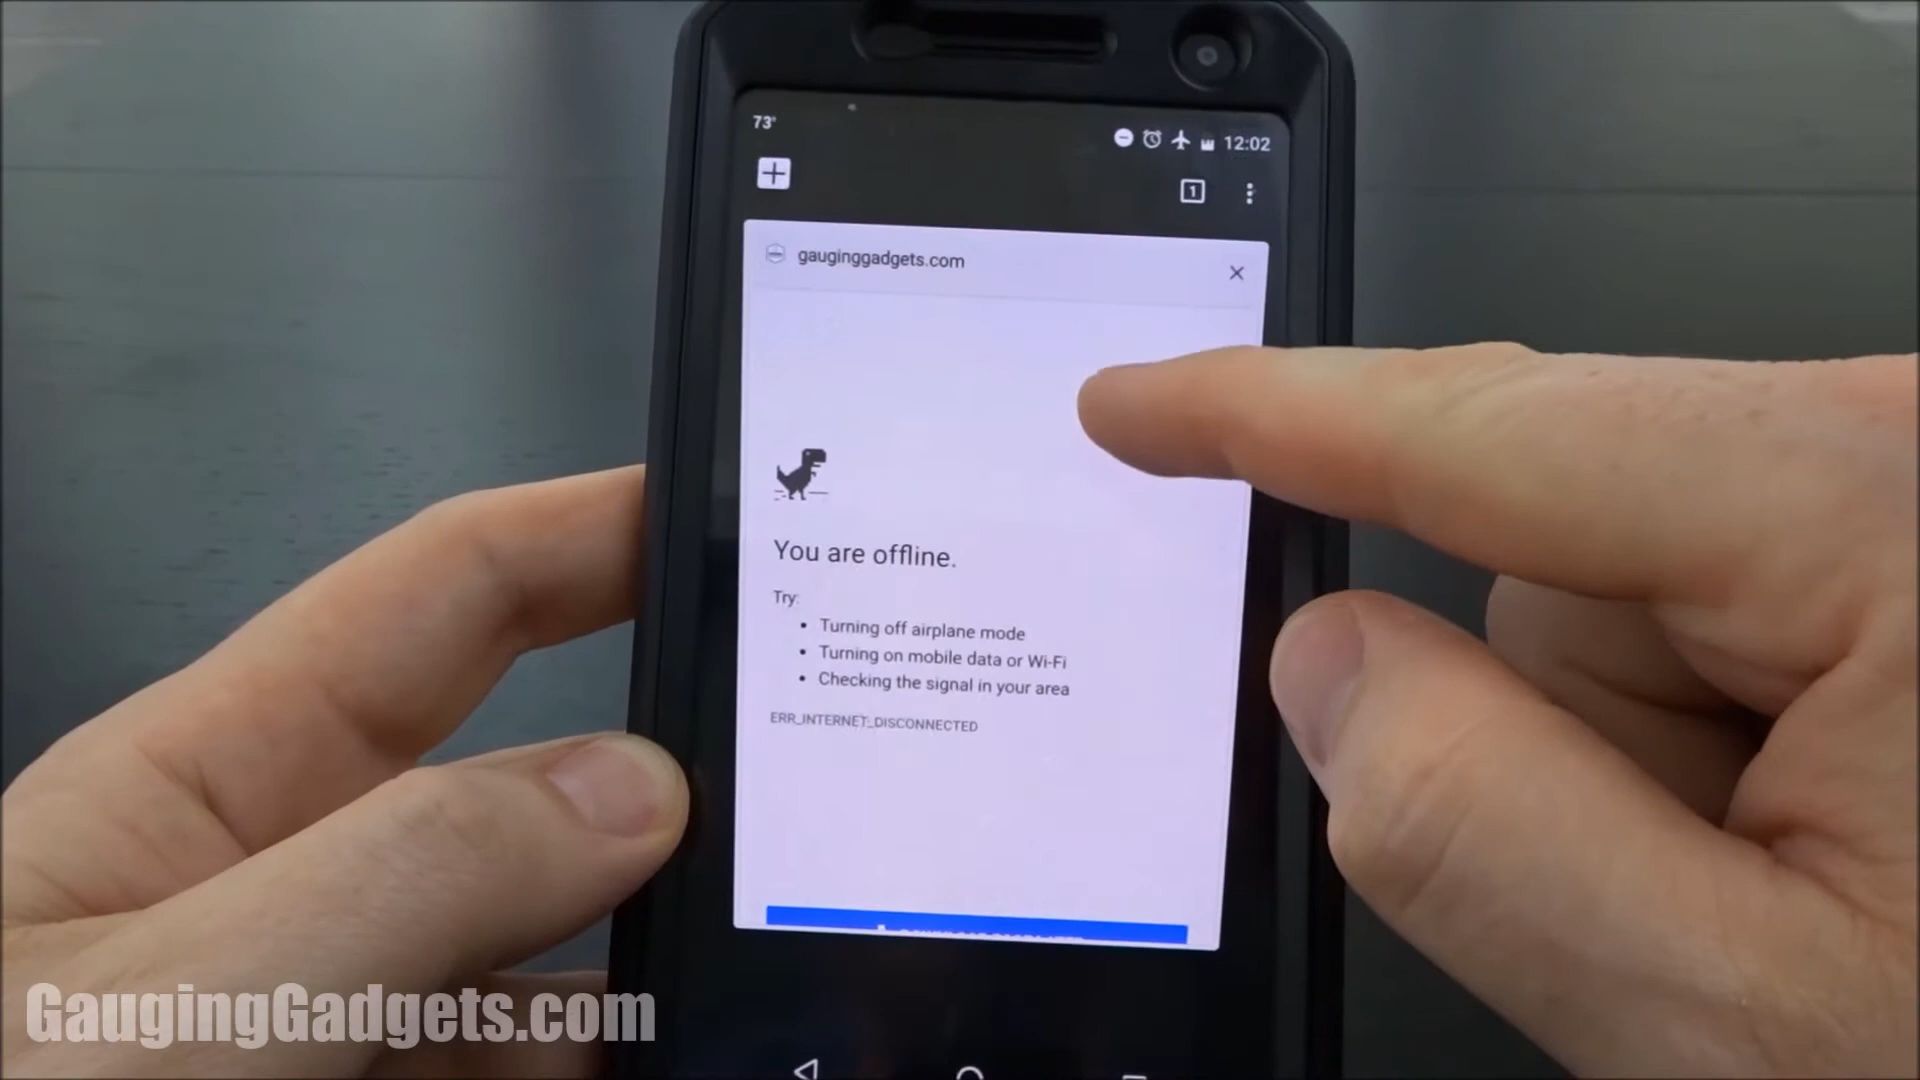 73°
12:02
1
gauginggadgets.com
You are offline.
Try:
• Turning off airplane mode
• Turning on mobile data or Wi-Fi
• Checking the signal in your area
ERR_INTERNET_DISCONNECTED
GaugingGadgets.com